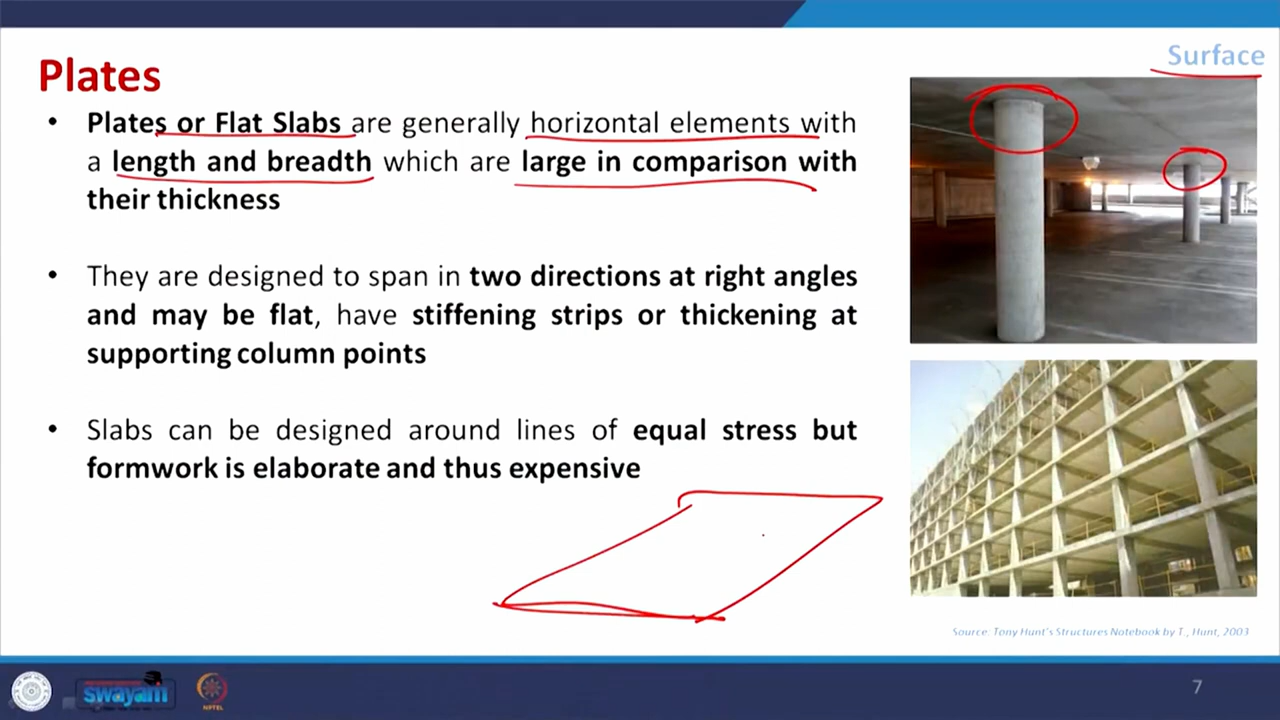 Surface
Plates
• Plates or Flat Slabs are generally horizontal elements with
a length and breadth which are large in comparison with
their thickness
• They are designed to span in two directions at right angles
and may be flat, have stiffening strips or thickening at
supporting column points
• Slabs can be designed around lines of equal stress but
formwork is elaborate and thus expensive
Source: Tony Hunt's Structures Notebook by T., Hunt, 2003
swayam
NPTEL
7